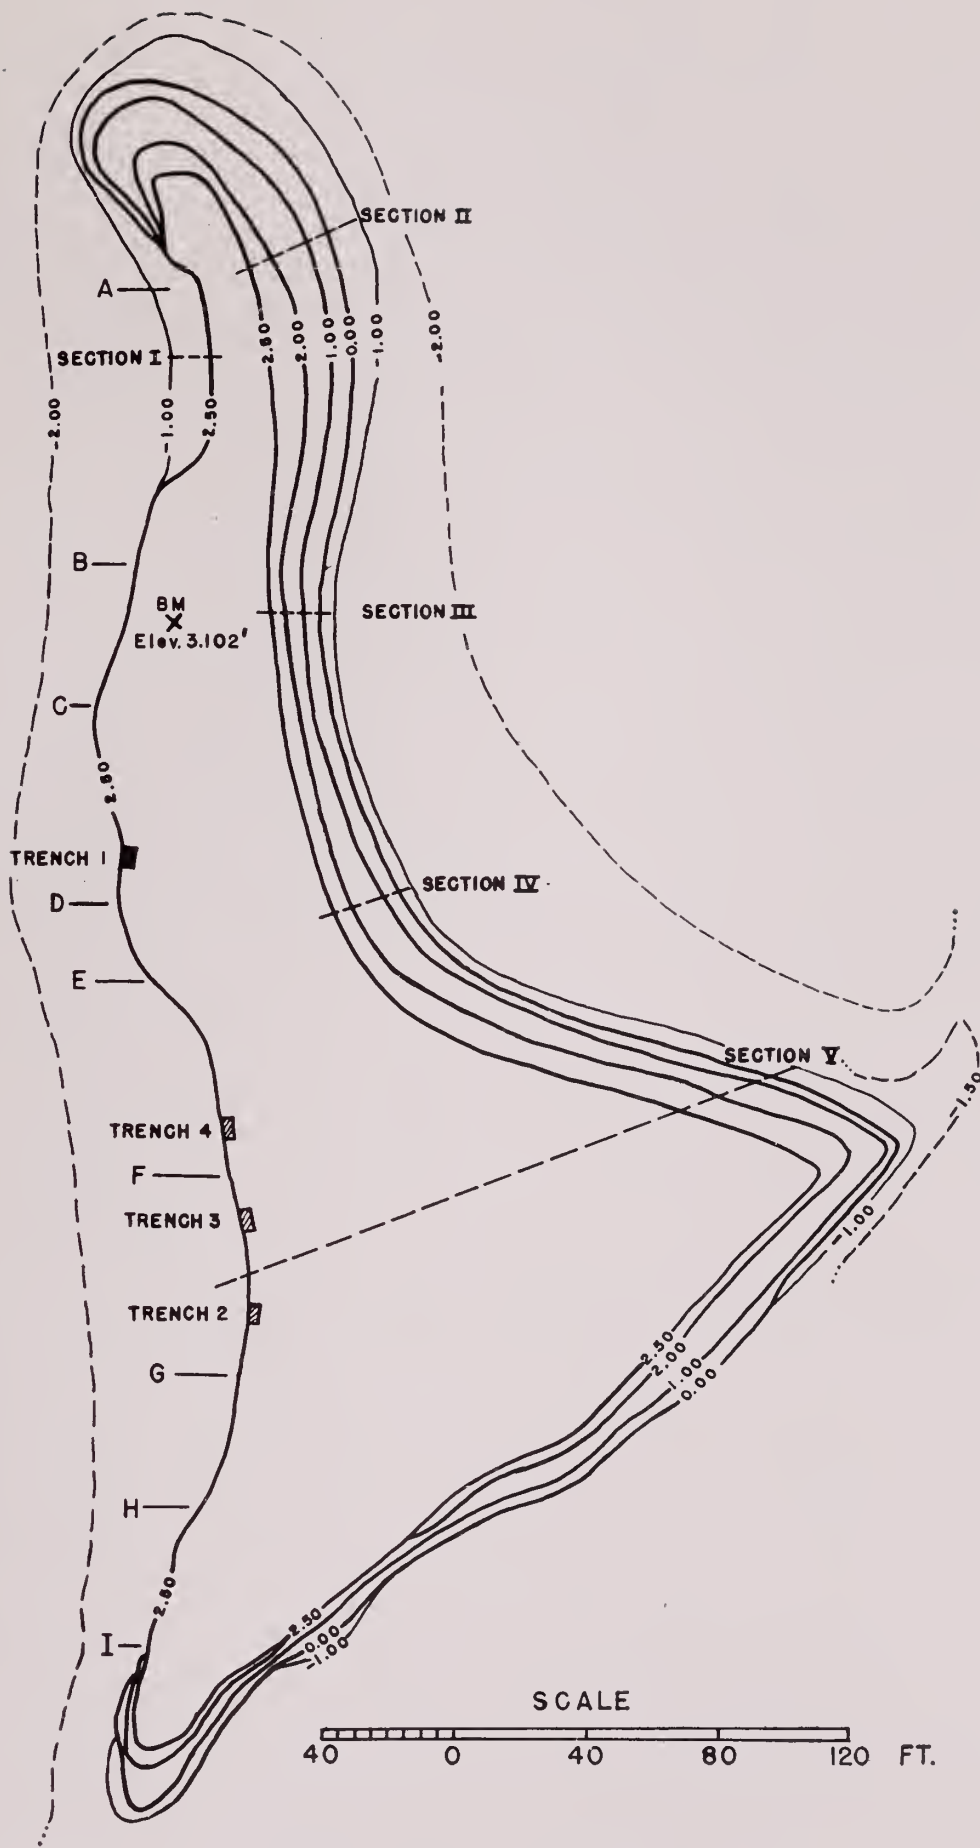 SECTION II
A
SECTION I
-2.00
-1.00
2.50
2.50
2.00
1.00
0.00
-1.00
-2.00
B
BM
Elev. 3.102'
SECTION III
C
2.50
TRENCH 1
D
SECTION IV
E
SECTION V
-1.50
TRENCH 4
F
TRENCH 3
-1.00
TRENCH 2
2.50
2.00
1.00
0.00
G
H
2.50
I
2.50
0.00
-1.00
SCALE
40 0 40 80 120 FT.